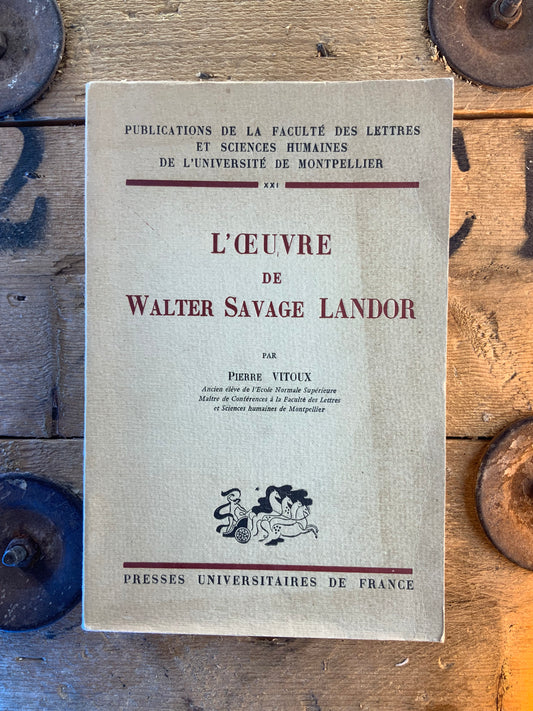 PUBLICATIONS DE LA FACULTÉ DES LETTRES
ET SCIENCES HUMAINES
DE L'UNIVERSITÉ DE MONTPELLIER
XXI
L'ŒUVRE
DE
WALTER SAVAGE LANDOR
PAR
PIERRE VITOUX
Ancien élève de l'Ecole Normale Supérieure
Maître de Conférences à la Faculté des Lettres
et Sciences humaines de Montpellier
PRESSES UNIVERSITAIRES DE FRANCE